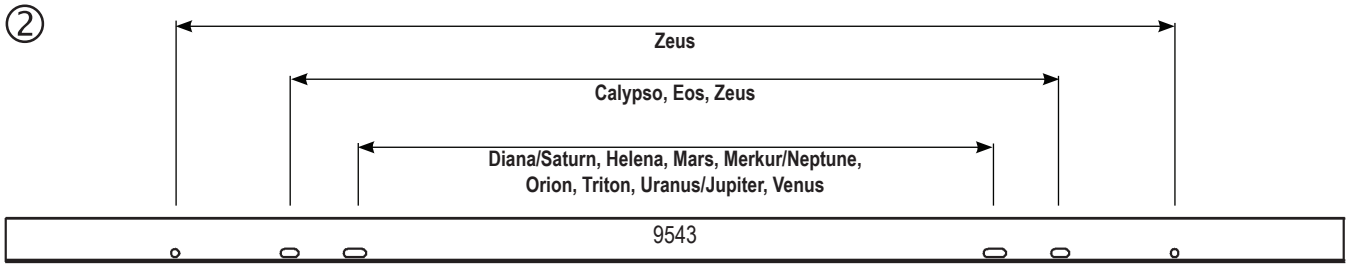 ②
Zeus
Calypso, Eos, Zeus
Diana/Saturn, Helena, Mars, Merkur/Neptune,
Orion, Triton, Uranus/Jupiter, Venus
9543